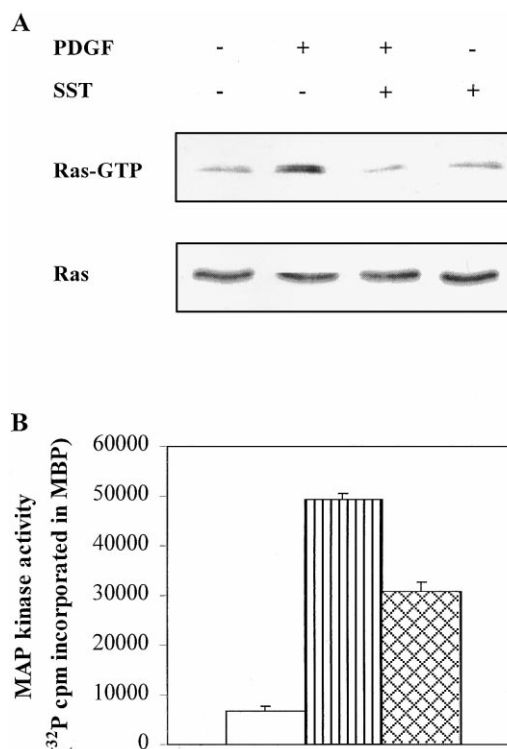 A
PDGF - + + -
SST - - + +
Ras-GTP
Ras
B
MAP kinase activity
(³²P cpm incorporated in MBP)
60000
50000
40000
30000
20000
10000
0